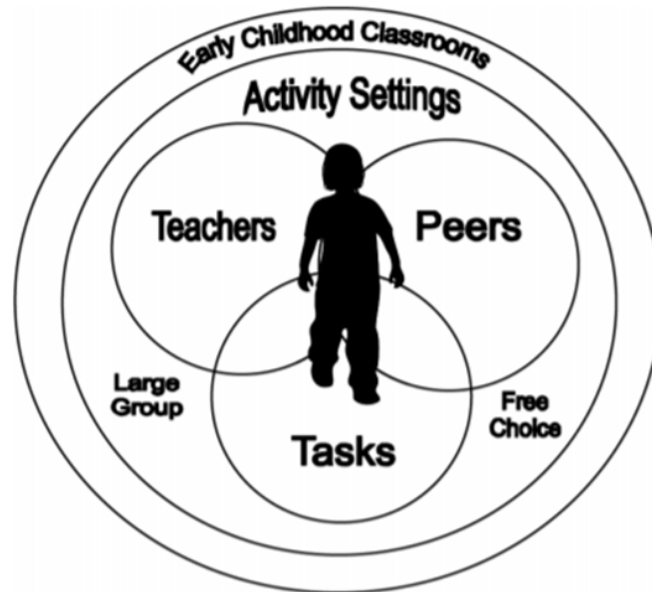 Early Childhood Classrooms
Activity Settings
Teachers
Peers
Large
Group
Free
Choice
Tasks